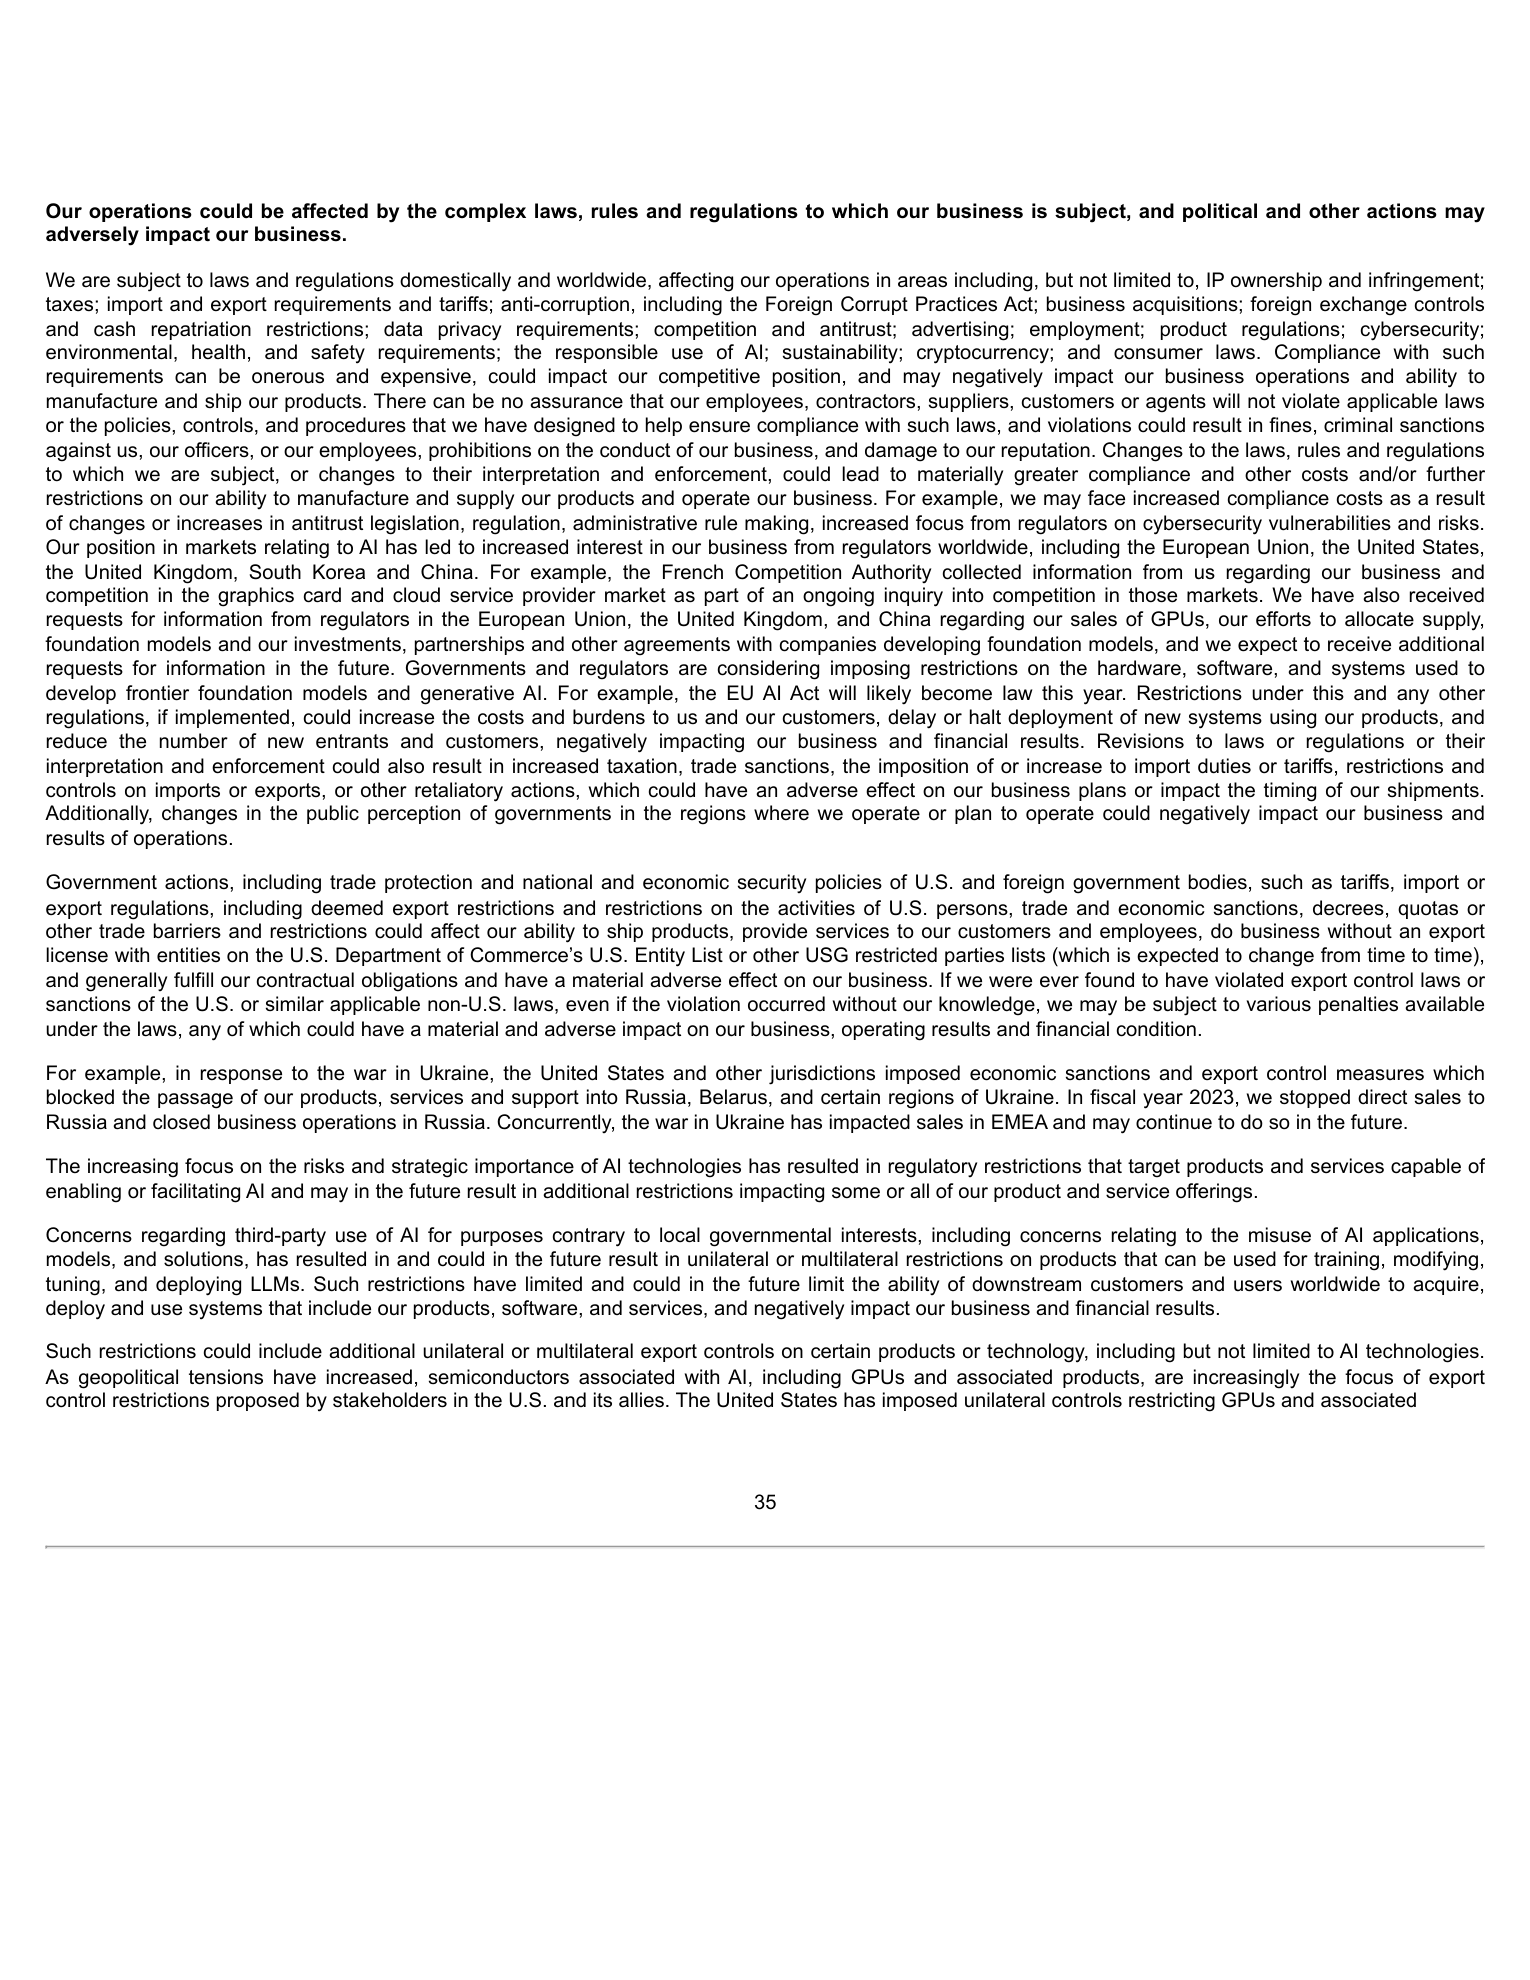 Our operations could be affected by the complex laws, rules and regulations to which our business is subject, and political and other actions may
adversely impact our business.
We are subject to laws and regulations domestically and worldwide, affecting our operations in areas including, but not limited to, IP ownership and infringement;
taxes; import and export requirements and tariffs; anti-corruption, including the Foreign Corrupt Practices Act; business acquisitions; foreign exchange controls
and cash repatriation restrictions; data privacy requirements; competition and antitrust; advertising; employment; product regulations; cybersecurity;
environmental, health, and safety requirements; the responsible use of AI; sustainability; cryptocurrency; and consumer laws. Compliance with such
requirements can be onerous and expensive, could impact our competitive position, and may negatively impact our business operations and ability to
manufacture and ship our products. There can be no assurance that our employees, contractors, suppliers, customers or agents will not violate applicable laws
or the policies, controls, and procedures that we have designed to help ensure compliance with such laws, and violations could result in fines, criminal sanctions
against us, our officers, or our employees, prohibitions on the conduct of our business, and damage to our reputation. Changes to the laws, rules and regulations
to which we are subject, or changes to their interpretation and enforcement, could lead to materially greater compliance and other costs and/or further
restrictions on our ability to manufacture and supply our products and operate our business. For example, we may face increased compliance costs as a result
of changes or increases in antitrust legislation, regulation, administrative rule making, increased focus from regulators on cybersecurity vulnerabilities and risks.
Our position in markets relating to AI has led to increased interest in our business from regulators worldwide, including the European Union, the United States,
the United Kingdom, South Korea and China. For example, the French Competition Authority collected information from us regarding our business and
competition in the graphics card and cloud service provider market as part of an ongoing inquiry into competition in those markets. We have also received
requests for information from regulators in the European Union, the United Kingdom, and China regarding our sales of GPUs, our efforts to allocate supply,
foundation models and our investments, partnerships and other agreements with companies developing foundation models, and we expect to receive additional
requests for information in the future. Governments and regulators are considering imposing restrictions on the hardware, software, and systems used to
develop frontier foundation models and generative AI. For example, the EU AI Act will likely become law this year. Restrictions under this and any other
regulations, if implemented, could increase the costs and burdens to us and our customers, delay or halt deployment of new systems using our products, and
reduce the number of new entrants and customers, negatively impacting our business and financial results. Revisions to laws or regulations or their
interpretation and enforcement could also result in increased taxation, trade sanctions, the imposition of or increase to import duties or tariffs, restrictions and
controls on imports or exports, or other retaliatory actions, which could have an adverse effect on our business plans or impact the timing of our shipments.
Additionally, changes in the public perception of governments in the regions where we operate or plan to operate could negatively impact our business and
results of operations.
Government actions, including trade protection and national and economic security policies of U.S. and foreign government bodies, such as tariffs, import or
export regulations, including deemed export restrictions and restrictions on the activities of U.S. persons, trade and economic sanctions, decrees, quotas or
other trade barriers and restrictions could affect our ability to ship products, provide services to our customers and employees, do business without an export
license with entities on the U.S. Department of Commerce’s U.S. Entity List or other USG restricted parties lists (which is expected to change from time to time),
and generally fulfill our contractual obligations and have a material adverse effect on our business. If we were ever found to have violated export control laws or
sanctions of the U.S. or similar applicable non-U.S. laws, even if the violation occurred without our knowledge, we may be subject to various penalties available
under the laws, any of which could have a material and adverse impact on our business, operating results and financial condition.
For example, in response to the war in Ukraine, the United States and other jurisdictions imposed economic sanctions and export control measures which
blocked the passage of our products, services and support into Russia, Belarus, and certain regions of Ukraine. In fiscal year 2023, we stopped direct sales to
Russia and closed business operations in Russia. Concurrently, the war in Ukraine has impacted sales in EMEA and may continue to do so in the future.
The increasing focus on the risks and strategic importance of AI technologies has resulted in regulatory restrictions that target products and services capable of
enabling or facilitating AI and may in the future result in additional restrictions impacting some or all of our product and service offerings.
Concerns regarding third-party use of AI for purposes contrary to local governmental interests, including concerns relating to the misuse of AI applications,
models, and solutions, has resulted in and could in the future result in unilateral or multilateral restrictions on products that can be used for training, modifying,
tuning, and deploying LLMs. Such restrictions have limited and could in the future limit the ability of downstream customers and users worldwide to acquire,
deploy and use systems that include our products, software, and services, and negatively impact our business and financial results.
Such restrictions could include additional unilateral or multilateral export controls on certain products or technology, including but not limited to AI technologies.
As geopolitical tensions have increased, semiconductors associated with AI, including GPUs and associated products, are increasingly the focus of export
control restrictions proposed by stakeholders in the U.S. and its allies. The United States has imposed unilateral controls restricting GPUs and associated
35